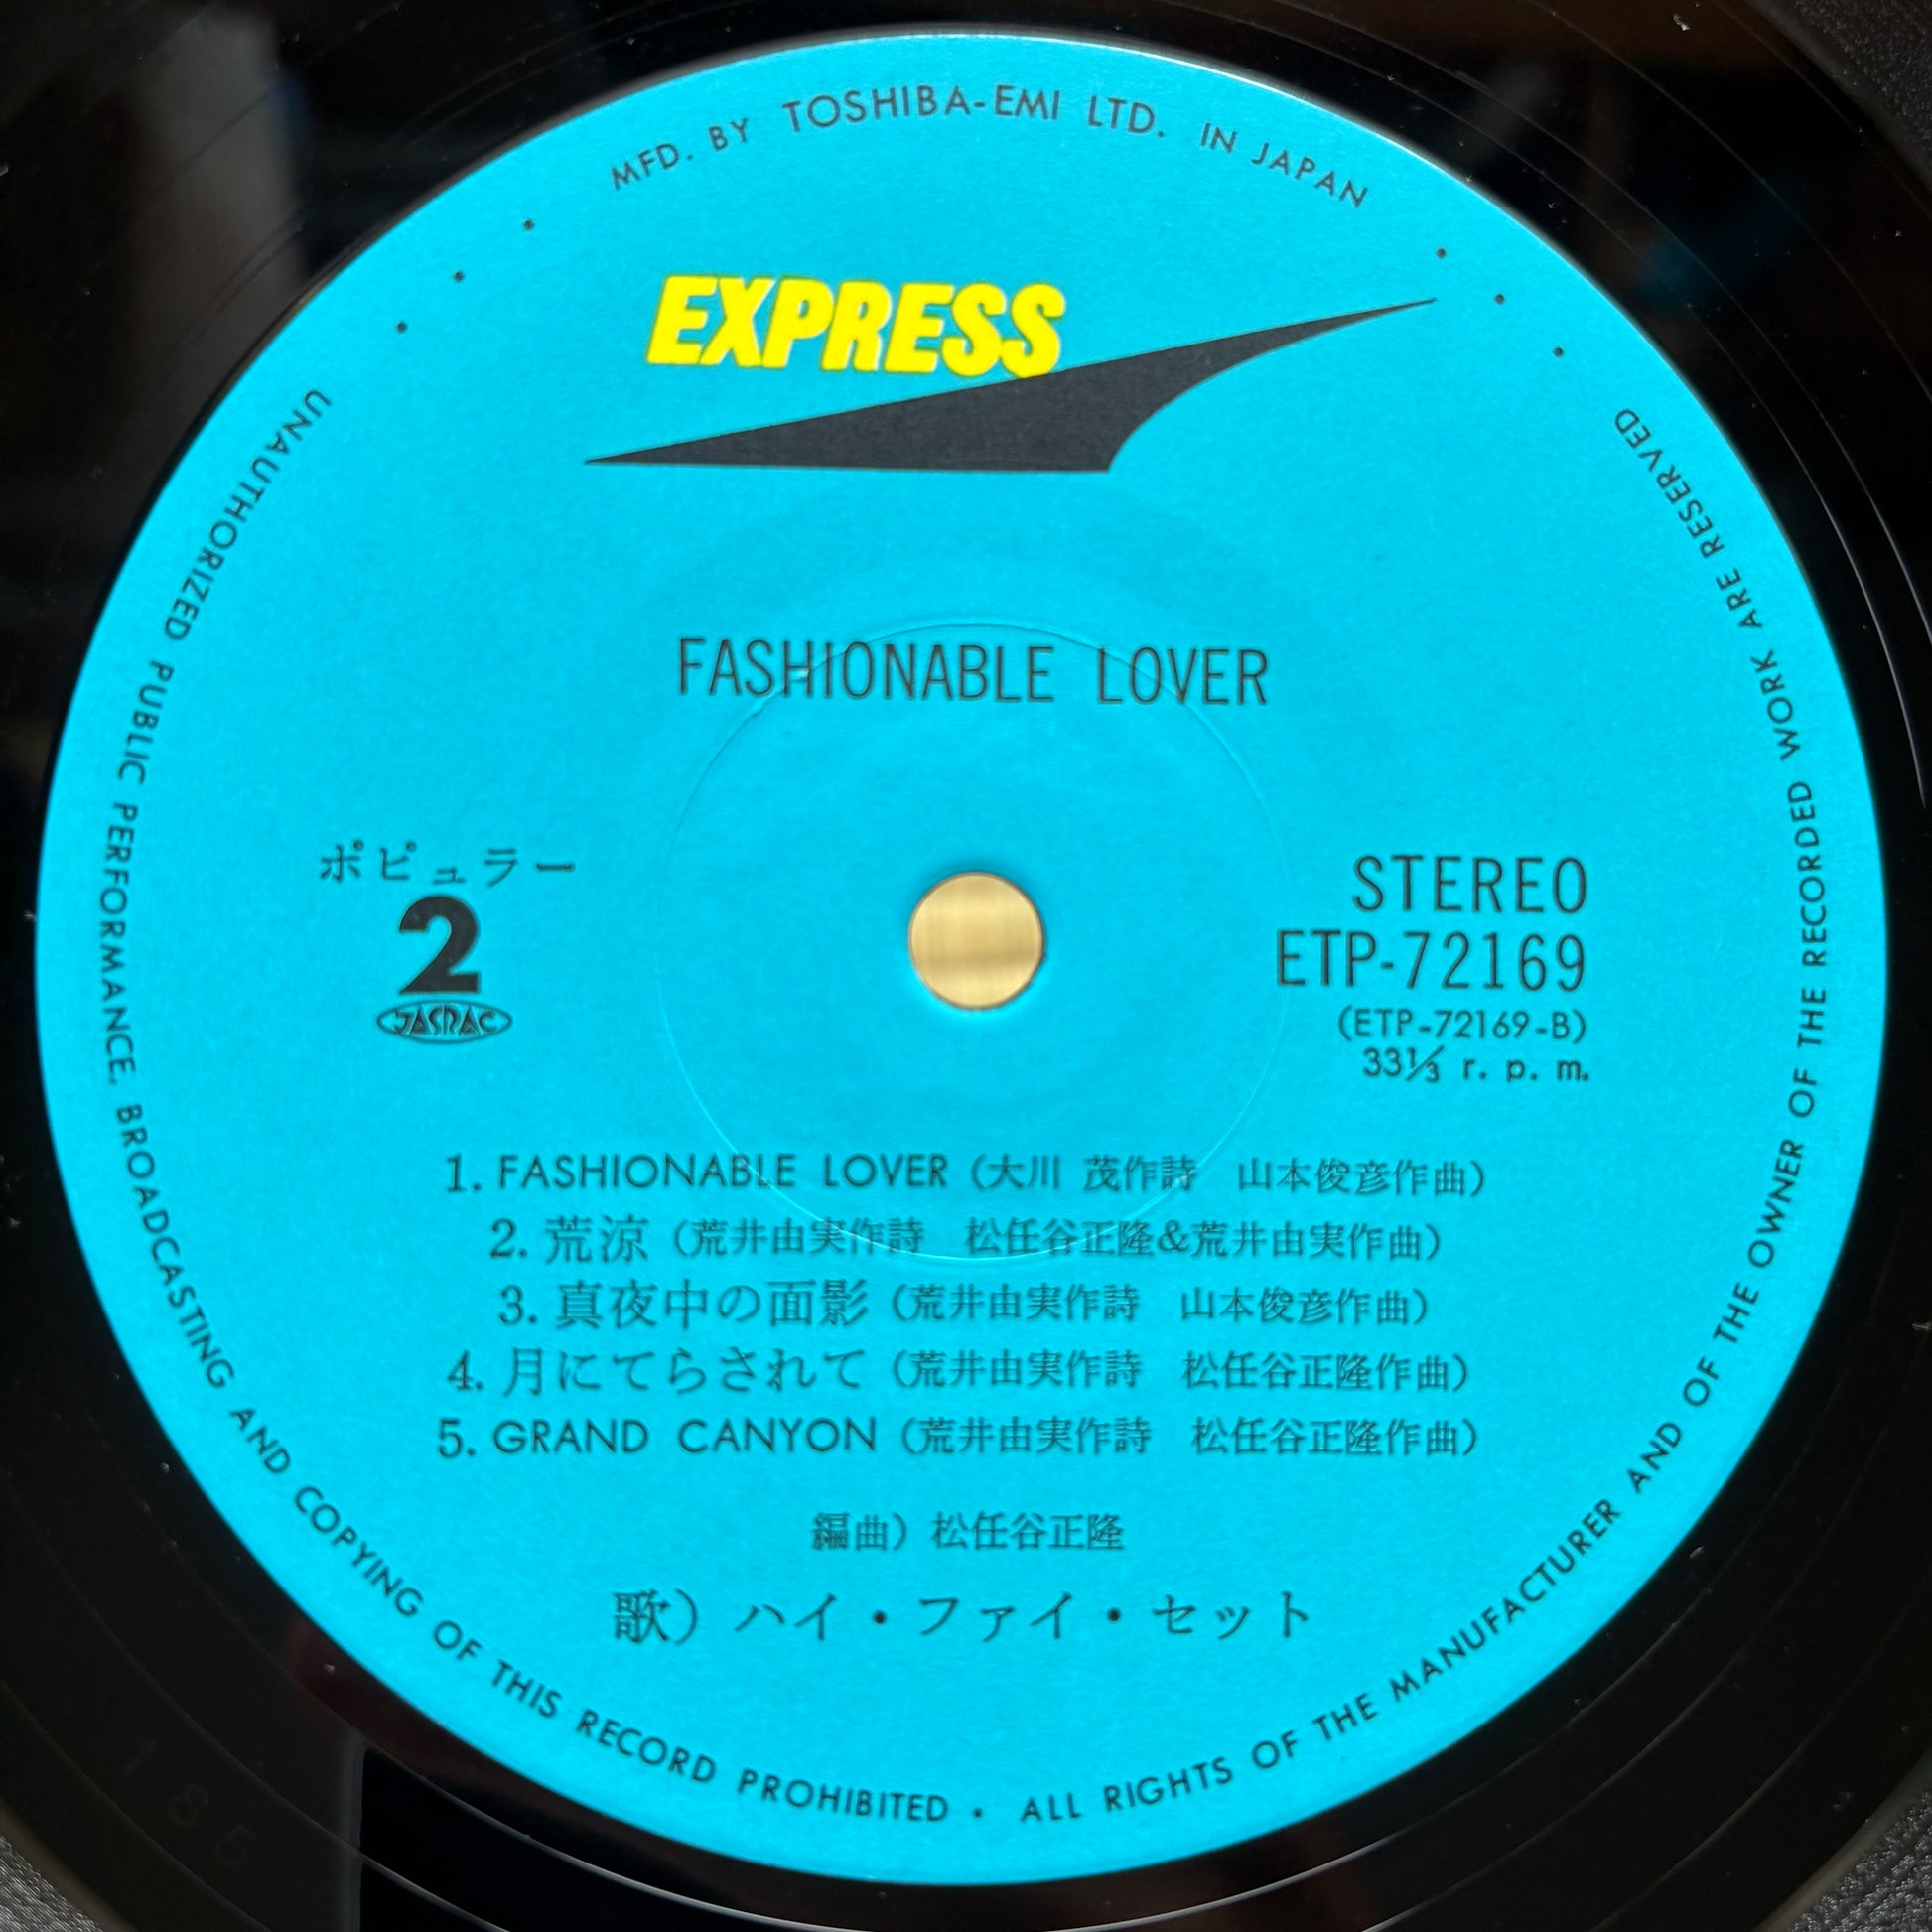 MFD. BY TOSHIBA-EMI LTD. IN JAPAN
EXPRESS
FASHIONABLE LOVER
ポピュラー
2
JASRAC
STEREO
ETP-72169
(ETP-72169-B)
33⅓ r. p. m.
1. FASHIONABLE LOVER (大川 茂作詩 山本俊彦作曲)
2. 荒涼 (荒井由実作詩 松任谷正隆&荒井由実作曲)
3. 真夜中の面影 (荒井由実作詩 山本俊彦作曲)
4. 月にてらされて (荒井由実作詩 松任谷正隆作曲)
5. GRAND CANYON (荒井由実作詩 松任谷正隆作曲)
編曲) 松任谷正隆
歌) ハイ・ファイ・セット
UNAUTHORIZED PUBLIC PERFORMANCE. BROADCASTING AND COPYING OF THIS RECORD PROHIBITED • ALL RIGHTS OF THE MANUFACTURER AND OF THE OWNER OF THE RECORDED WORK ARE RESERVED